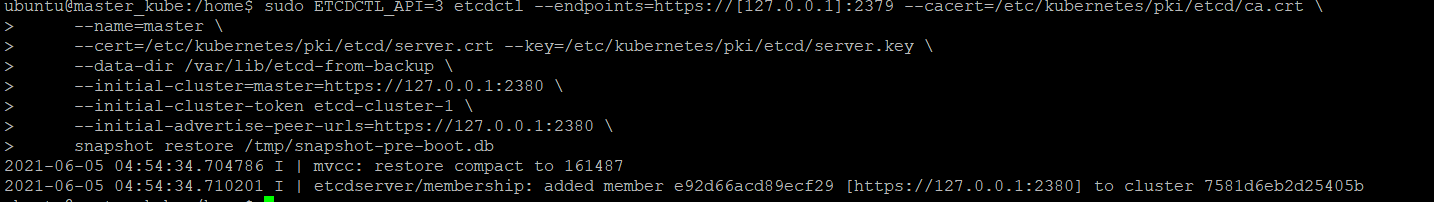 ubuntu@master_kube:/home$ sudo ETCDCTL_API=3 etcdctl --endpoints=https://[127.0.0.1]:2379 --cacert=/etc/kubernetes/pki/etcd/ca.crt \
>      --name=master \
>      --cert=/etc/kubernetes/pki/etcd/server.crt --key=/etc/kubernetes/pki/etcd/server.key \
>      --data-dir /var/lib/etcd-from-backup \
>      --initial-cluster=master=https://127.0.0.1:2380 \
>      --initial-cluster-token etcd-cluster-1 \
>      --initial-advertise-peer-urls=https://127.0.0.1:2380 \
>      snapshot restore /tmp/snapshot-pre-boot.db
2021-06-05 04:54:34.704786 I | mvcc: restore compact to 161487
2021-06-05 04:54:34.710201 I | etcdserver/membership: added member e92d66acd89ecf29 [https://127.0.0.1:2380] to cluster 7581d6eb2d25405b